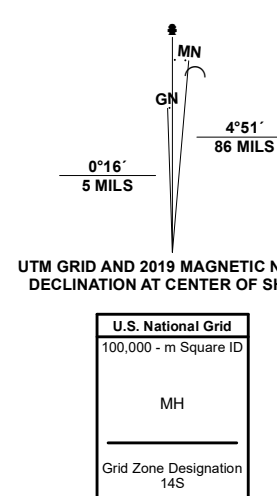 MN
GN
4°51´
86 MILS
0°16´
5 MILS
UTM GRID AND 2019 MAGNETIC N
DECLINATION AT CENTER OF SH
U.S. National Grid
100,000 - m Square ID
MH
Grid Zone Designation
14S